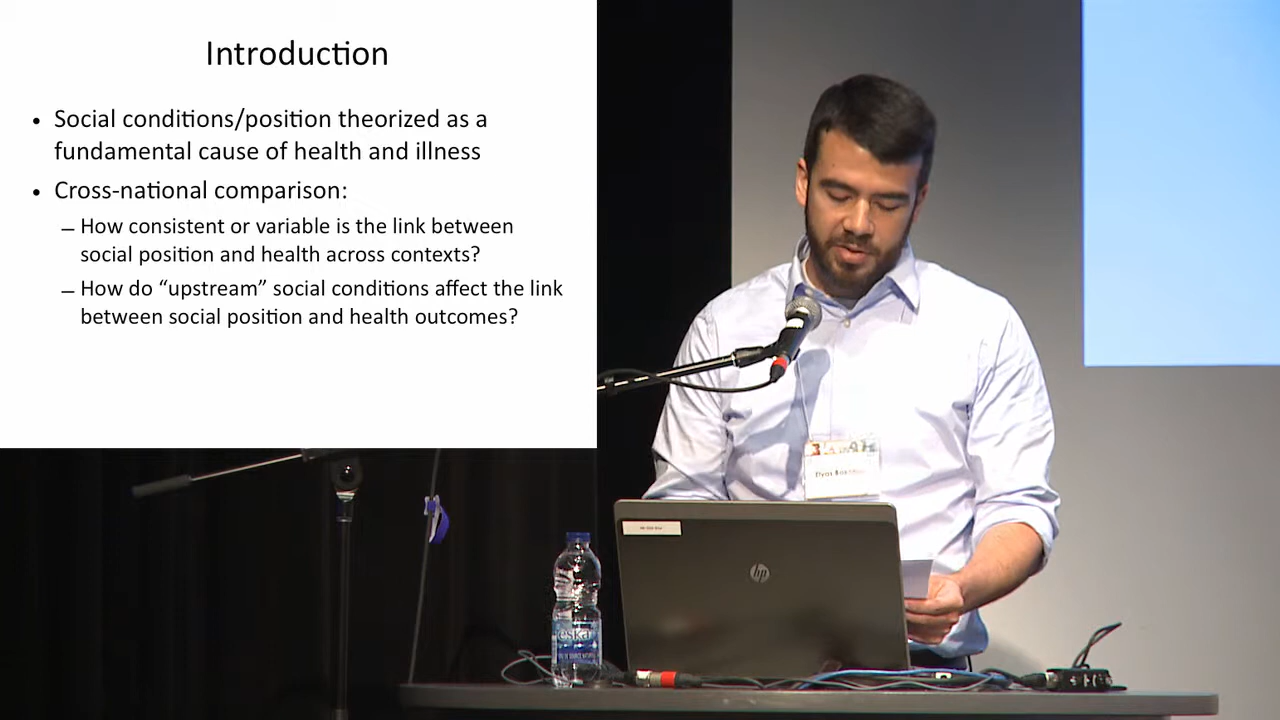 Introduction
• Social conditions/position theorized as a
fundamental cause of health and illness
• Cross-national comparison:
– How consistent or variable is the link between
social position and health across contexts?
– How do “upstream” social conditions affect the link
between social position and health outcomes?
hp
eska